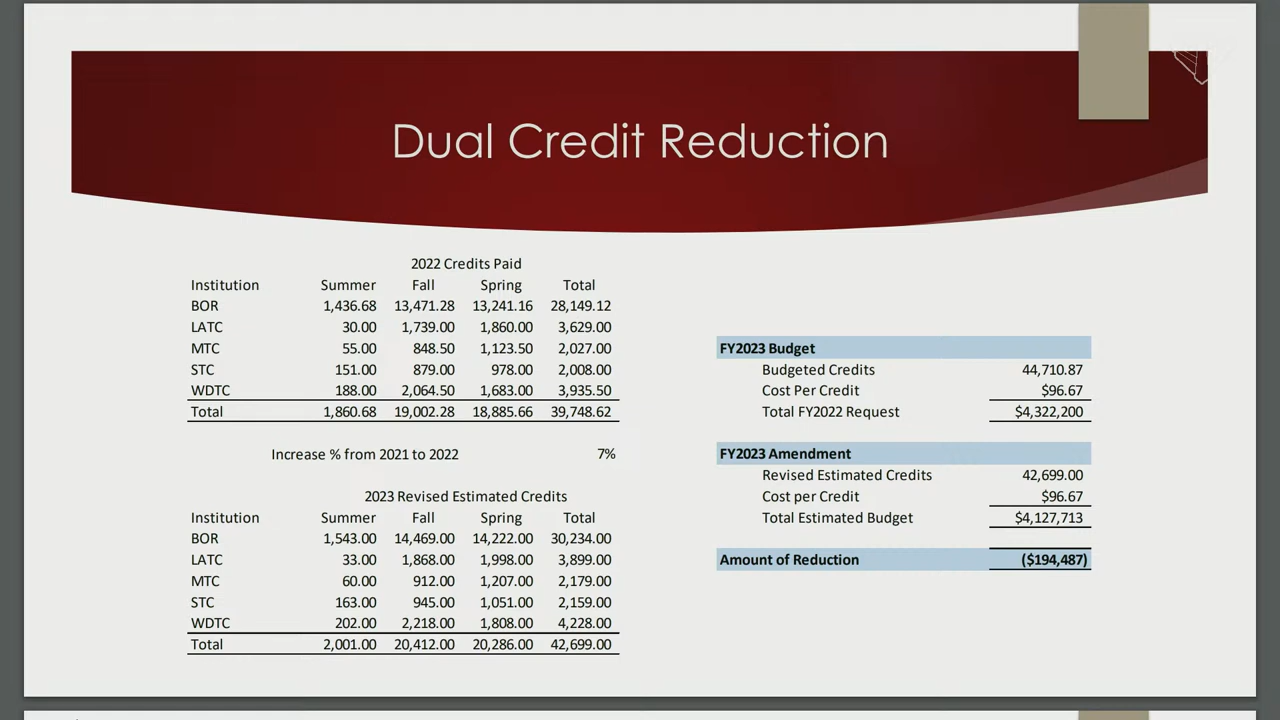 Dual Credit Reduction
2022 Credits Paid
Institution Summer Fall Spring Total
BOR 1,436.68 13,471.28 13,241.16 28,149.12
LATC 30.00 1,739.00 1,860.00 3,629.00
MTC 55.00 848.50 1,123.50 2,027.00
STC 151.00 879.00 978.00 2,008.00
WDTC 188.00 2,064.50 1,683.00 3,935.50
Total 1,860.68 19,002.28 18,885.66 39,748.62
Increase % from 2021 to 2022 7%
2023 Revised Estimated Credits
Institution Summer Fall Spring Total
BOR 1,543.00 14,469.00 14,222.00 30,234.00
LATC 33.00 1,868.00 1,998.00 3,899.00
MTC 60.00 912.00 1,207.00 2,179.00
STC 163.00 945.00 1,051.00 2,159.00
WDTC 202.00 2,218.00 1,808.00 4,228.00
Total 2,001.00 20,412.00 20,286.00 42,699.00
FY2023 Budget
Budgeted Credits 44,710.87
Cost Per Credit $96.67
Total FY2022 Request $4,322,200
FY2023 Amendment
Revised Estimated Credits 42,699.00
Cost per Credit $96.67
Total Estimated Budget $4,127,713
Amount of Reduction ($194,487)